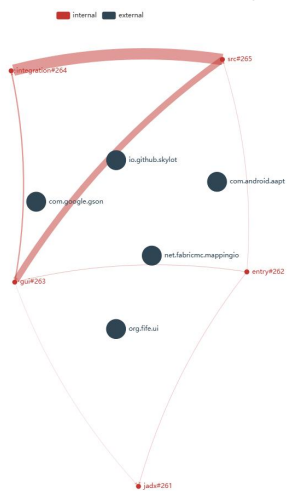 internal
external
src#265
integration#264
io.github.skylot
com.android.aapt
com.google.gson
net.fabricmc.mappingio
entry#262
gui#263
org.fife.ui
jadx#261